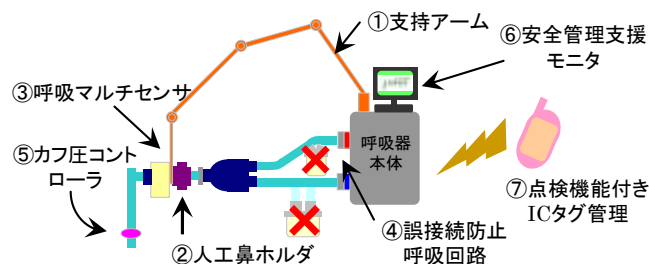 ①支持アーム
⑥安全管理支援
モニタ
③呼吸マルチセンサ
⑤カフ圧コント
ローラ
呼吸器
本体
②人工鼻ホルダ
④誤接続防止
呼吸回路
⑦点検機能付き
ICタグ管理